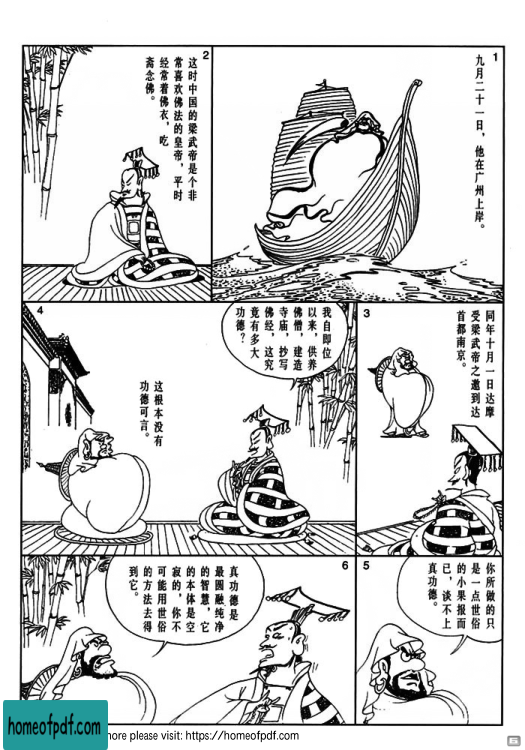 1
九月二十一日，他在广州上岸。
2
这时中国的梁武帝是个非
常喜欢佛法的皇帝，平时
经常着佛衣，吃
斋念佛。
3
同年十月一日达摩
受梁武帝之邀到达
首都南京。
4
我自即位
以来，供养
佛僧，建造
寺庙，抄写
佛经，这究
竟有多大
功德？
这根本没有
功德可言。
5
你所做的只
是一点世俗
的小果报而
已，谈不上
真功德。
6
真功德是
最圆融纯净
的智慧，它
的本体是空
寂的，你不
可能用世俗
的方法去得
到它。
homeofpdf.com
more please visit: https://homeofpdf.com
6